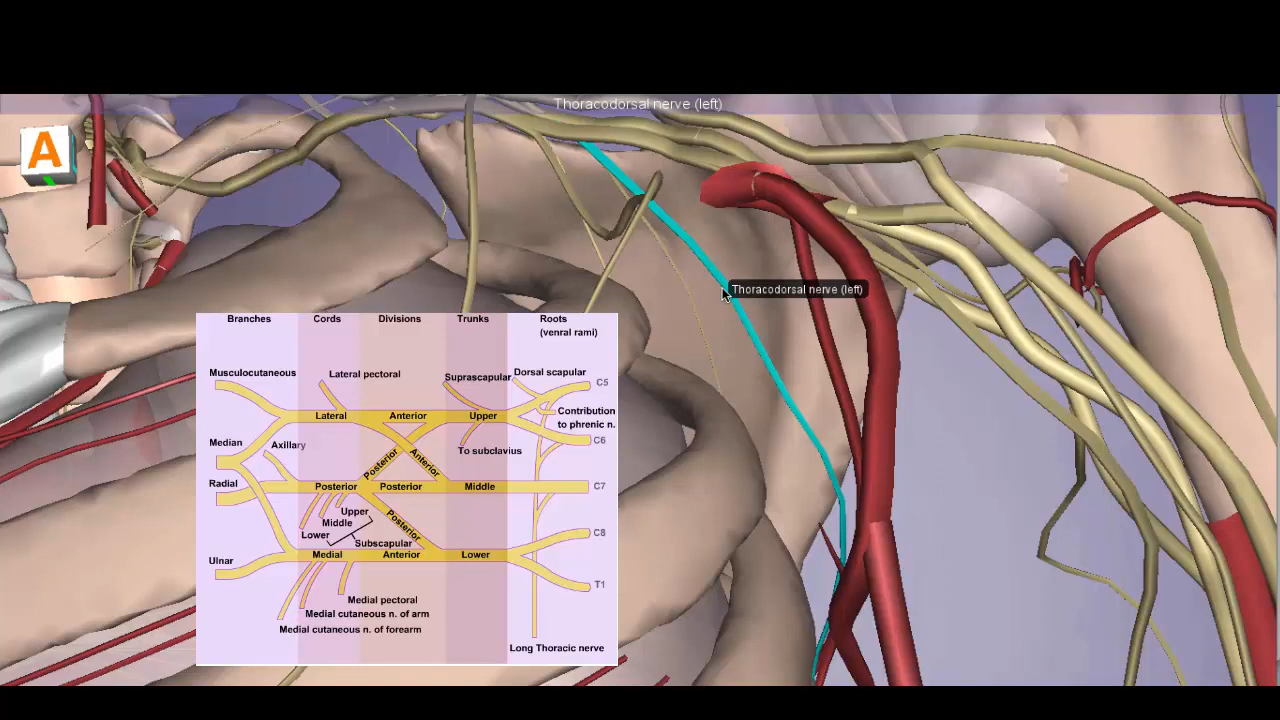 Thoracodorsal nerve (left)
A
Thoracodorsal nerve (left)
Branches Cords Divisions Trunks Roots
(venral rami)
Musculocutaneous Lateral pectoral Suprascapular Dorsal scapular C5
Lateral Anterior Upper Contribution
to phrenic n.
Median Axillary C6
To subclavius
Posterior Anterior
Radial Posterior Posterior Middle C7
Upper
Middle Posterior
Lower C8
Subscapular
Ulnar Medial Anterior Lower
T1
Medial pectoral
Medial cutaneous n. of arm
Medial cutaneous n. of forearm
Long Thoracic nerve